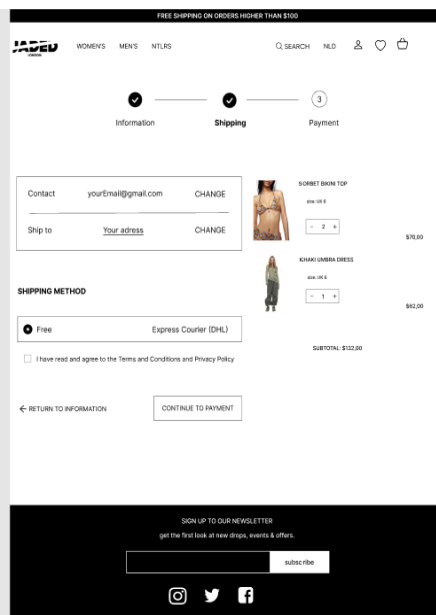 FREE SHIPPING ON ORDERS HIGHER THAN $100
JADED
LONDON
WOMEN'S MEN'S NTLRS SEARCH NLD
3
Information Shipping Payment
Contact yourEmail@gmail.com CHANGE
Ship to Your adress CHANGE
SORBET BIKINI TOP
size: UK 8
- 2 +
$70,00
KHAKI UMBRA DRESS
size: UK 8
- 1 +
$62,00
SUBTOTAL: $132,00
SHIPPING METHOD
Free Express Courier (DHL)
I have read and agree to the Terms and Conditions and Privacy Policy
RETURN TO INFORMATION CONTINUE TO PAYMENT
SIGN UP TO OUR NEWSLETTER
get the first look at new drops, events & offers.
subscribe